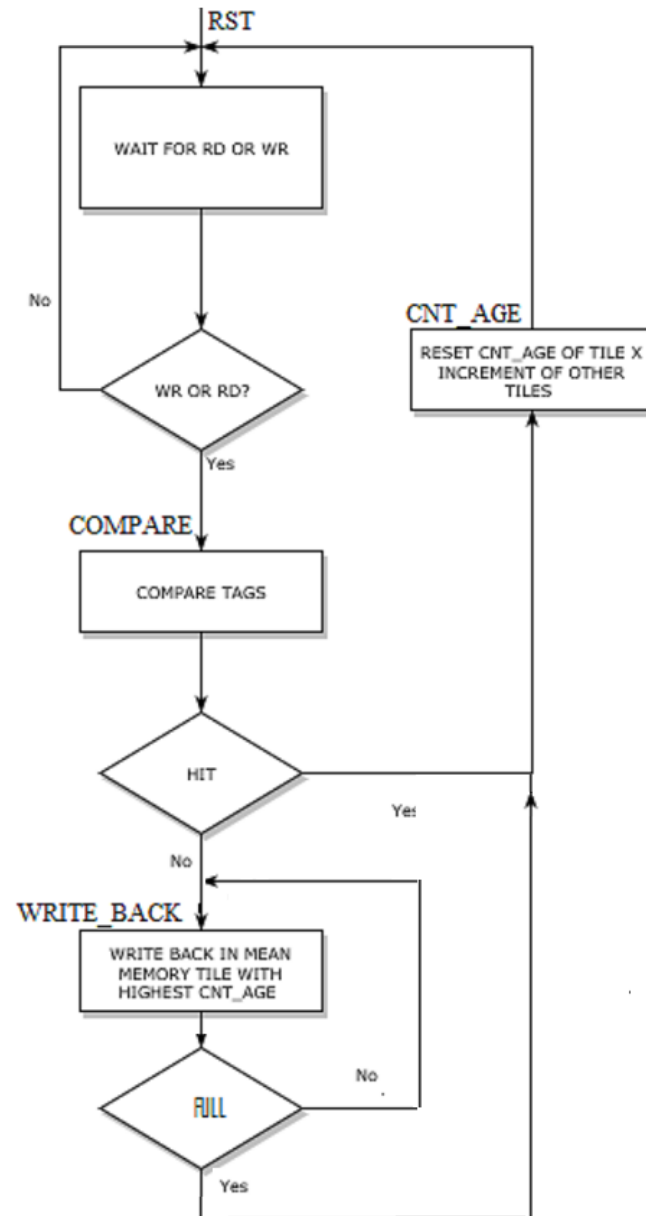 RST
WAIT FOR RD OR WR
No
WR OR RD?
Yes
CNT_AGE
RESET CNT_AGE OF TILE X
INCREMENT OF OTHER
TILES
COMPARE
COMPARE TAGS
HIT
Yes
No
WRITE_BACK
WRITE BACK IN MEAN
MEMORY TILE WITH
HIGHEST CNT_AGE
No
FULL
Yes